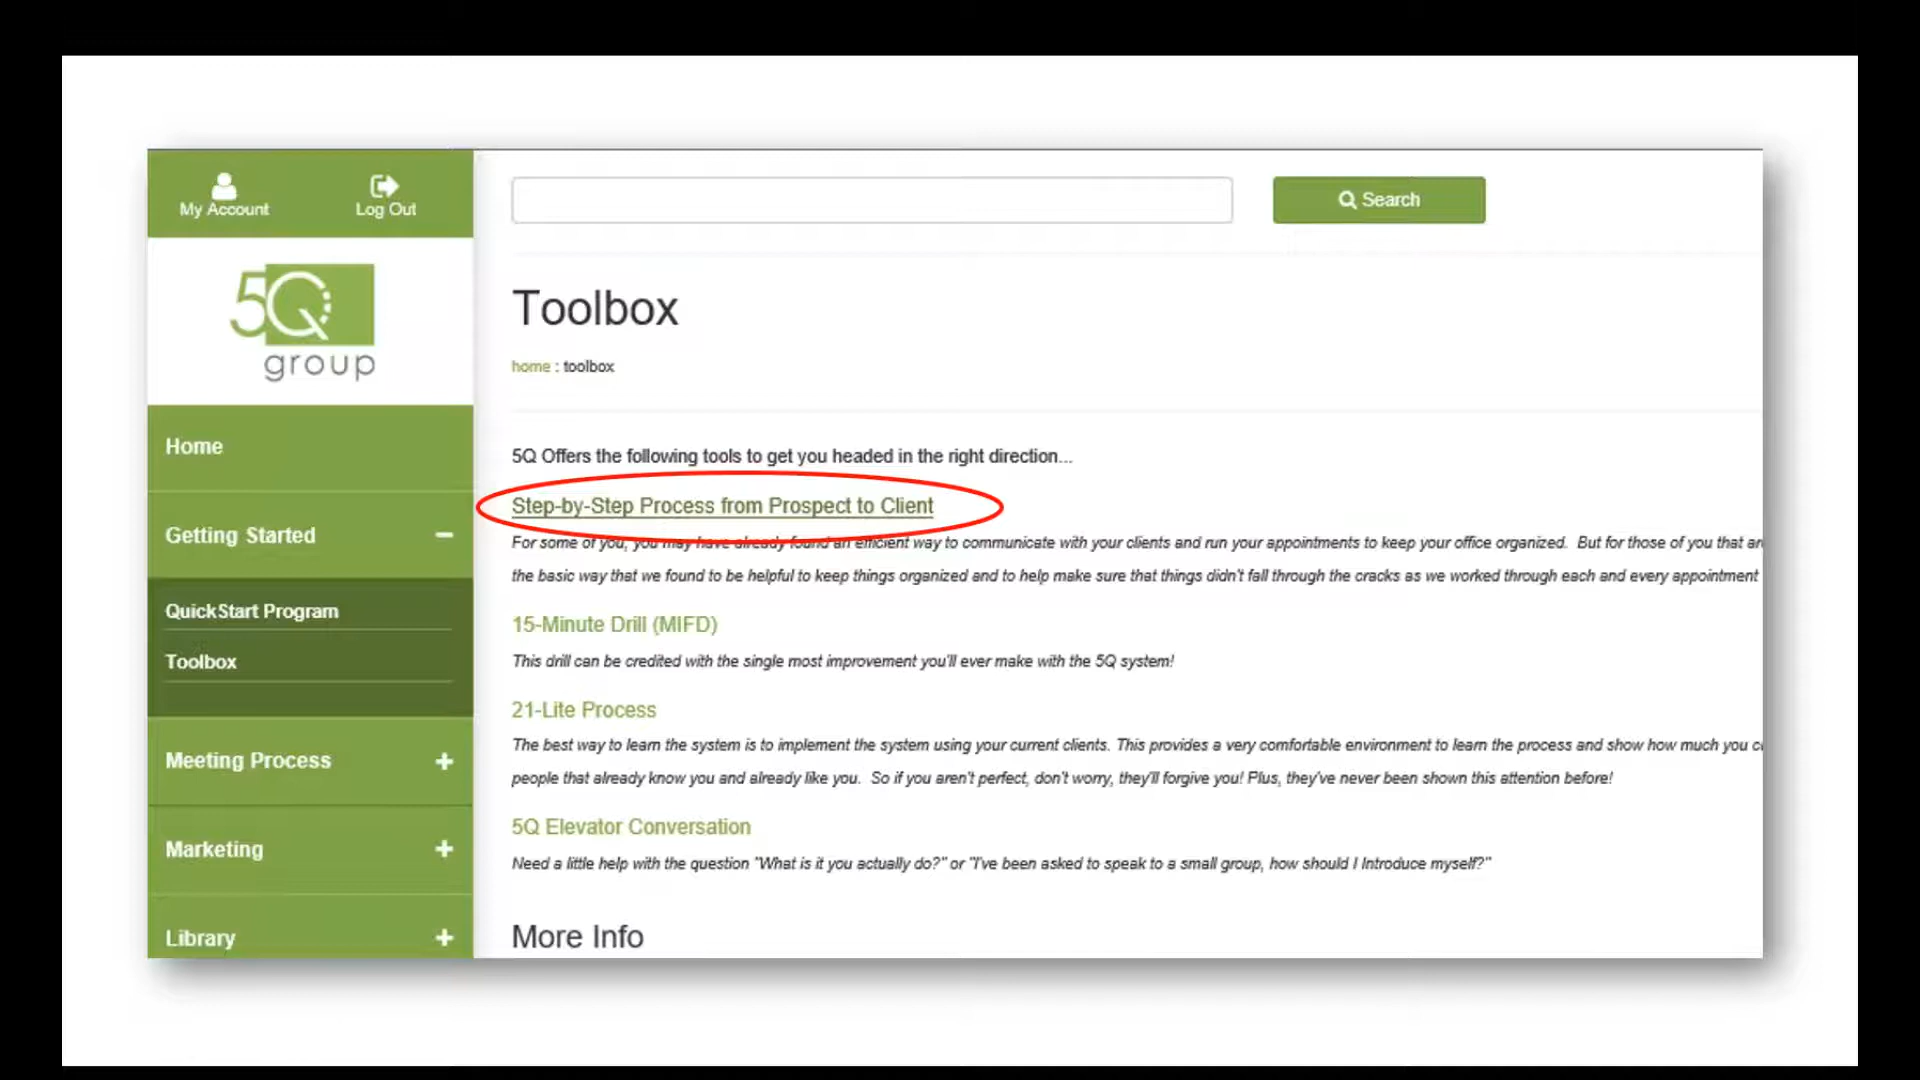 My Account
Log Out
Search
5Q
group
Toolbox
home : toolbox
Home
Getting Started
QuickStart Program
Toolbox
Meeting Process
Marketing
Library
5Q Offers the following tools to get you headed in the right direction...
Step-by-Step Process from Prospect to Client
For some of you, you may have already found an efficient way to communicate with your clients and run your appointments to keep your office organized. But for those of you that
the basic way that we found to be helpful to keep things organized and to help make sure that things didn't fall through the cracks as we worked through each and every appointment
15-Minute Drill (MIFD)
This drill can be credited with the single most improvement you'll ever make with the 5Q system!
21-Lite Process
The best way to learn the system is to implement the system using your current clients. This provides a very comfortable environment to learn the process and show how much you
people that already know you and already like you. So if you aren't perfect, don't worry, they'll forgive you! Plus, they've never been shown this attention before!
5Q Elevator Conversation
Need a little help with the question "What is it you actually do?" or "I've been asked to speak to a small group, how should I Introduce myself?"
More Info